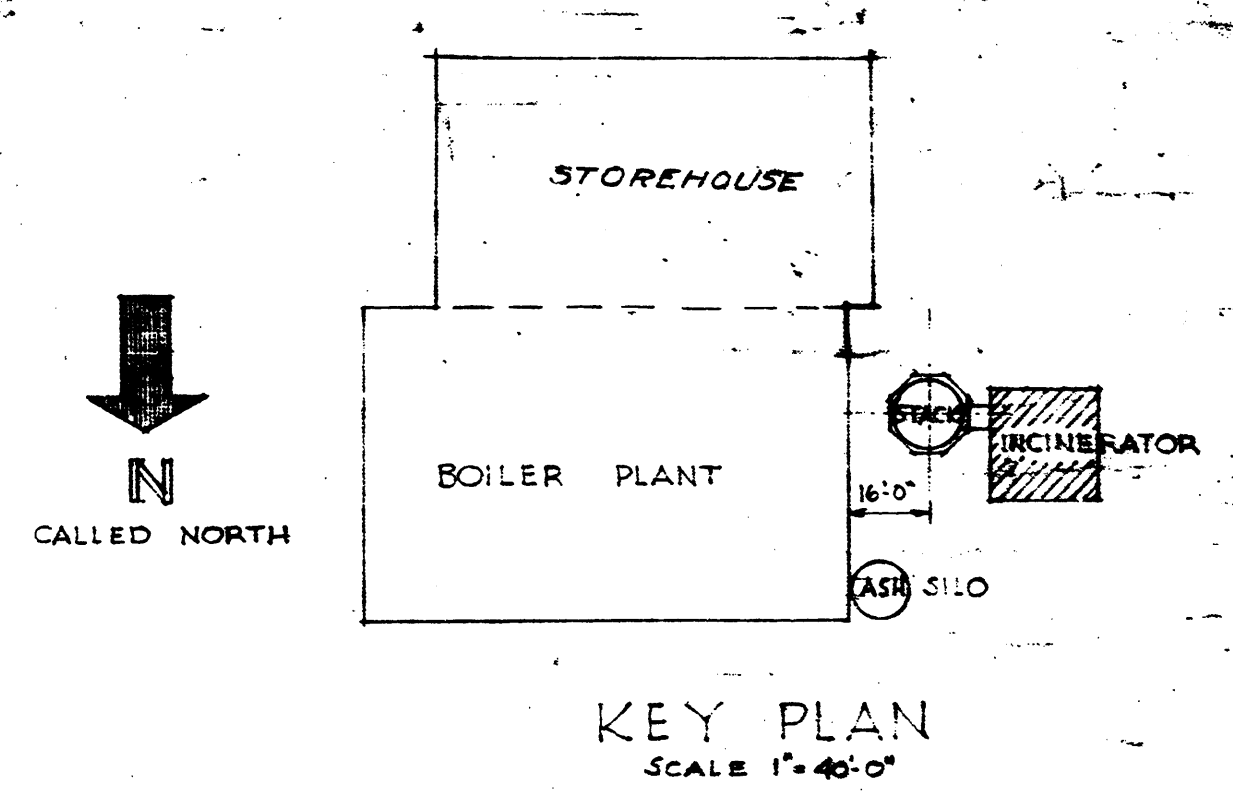 STOREHOUSE
STACK
INCINERATOR
BOILER PLANT
16'-0"
N
CALLED NORTH
ASH SILO
KEY PLAN
SCALE 1"=40'-0"